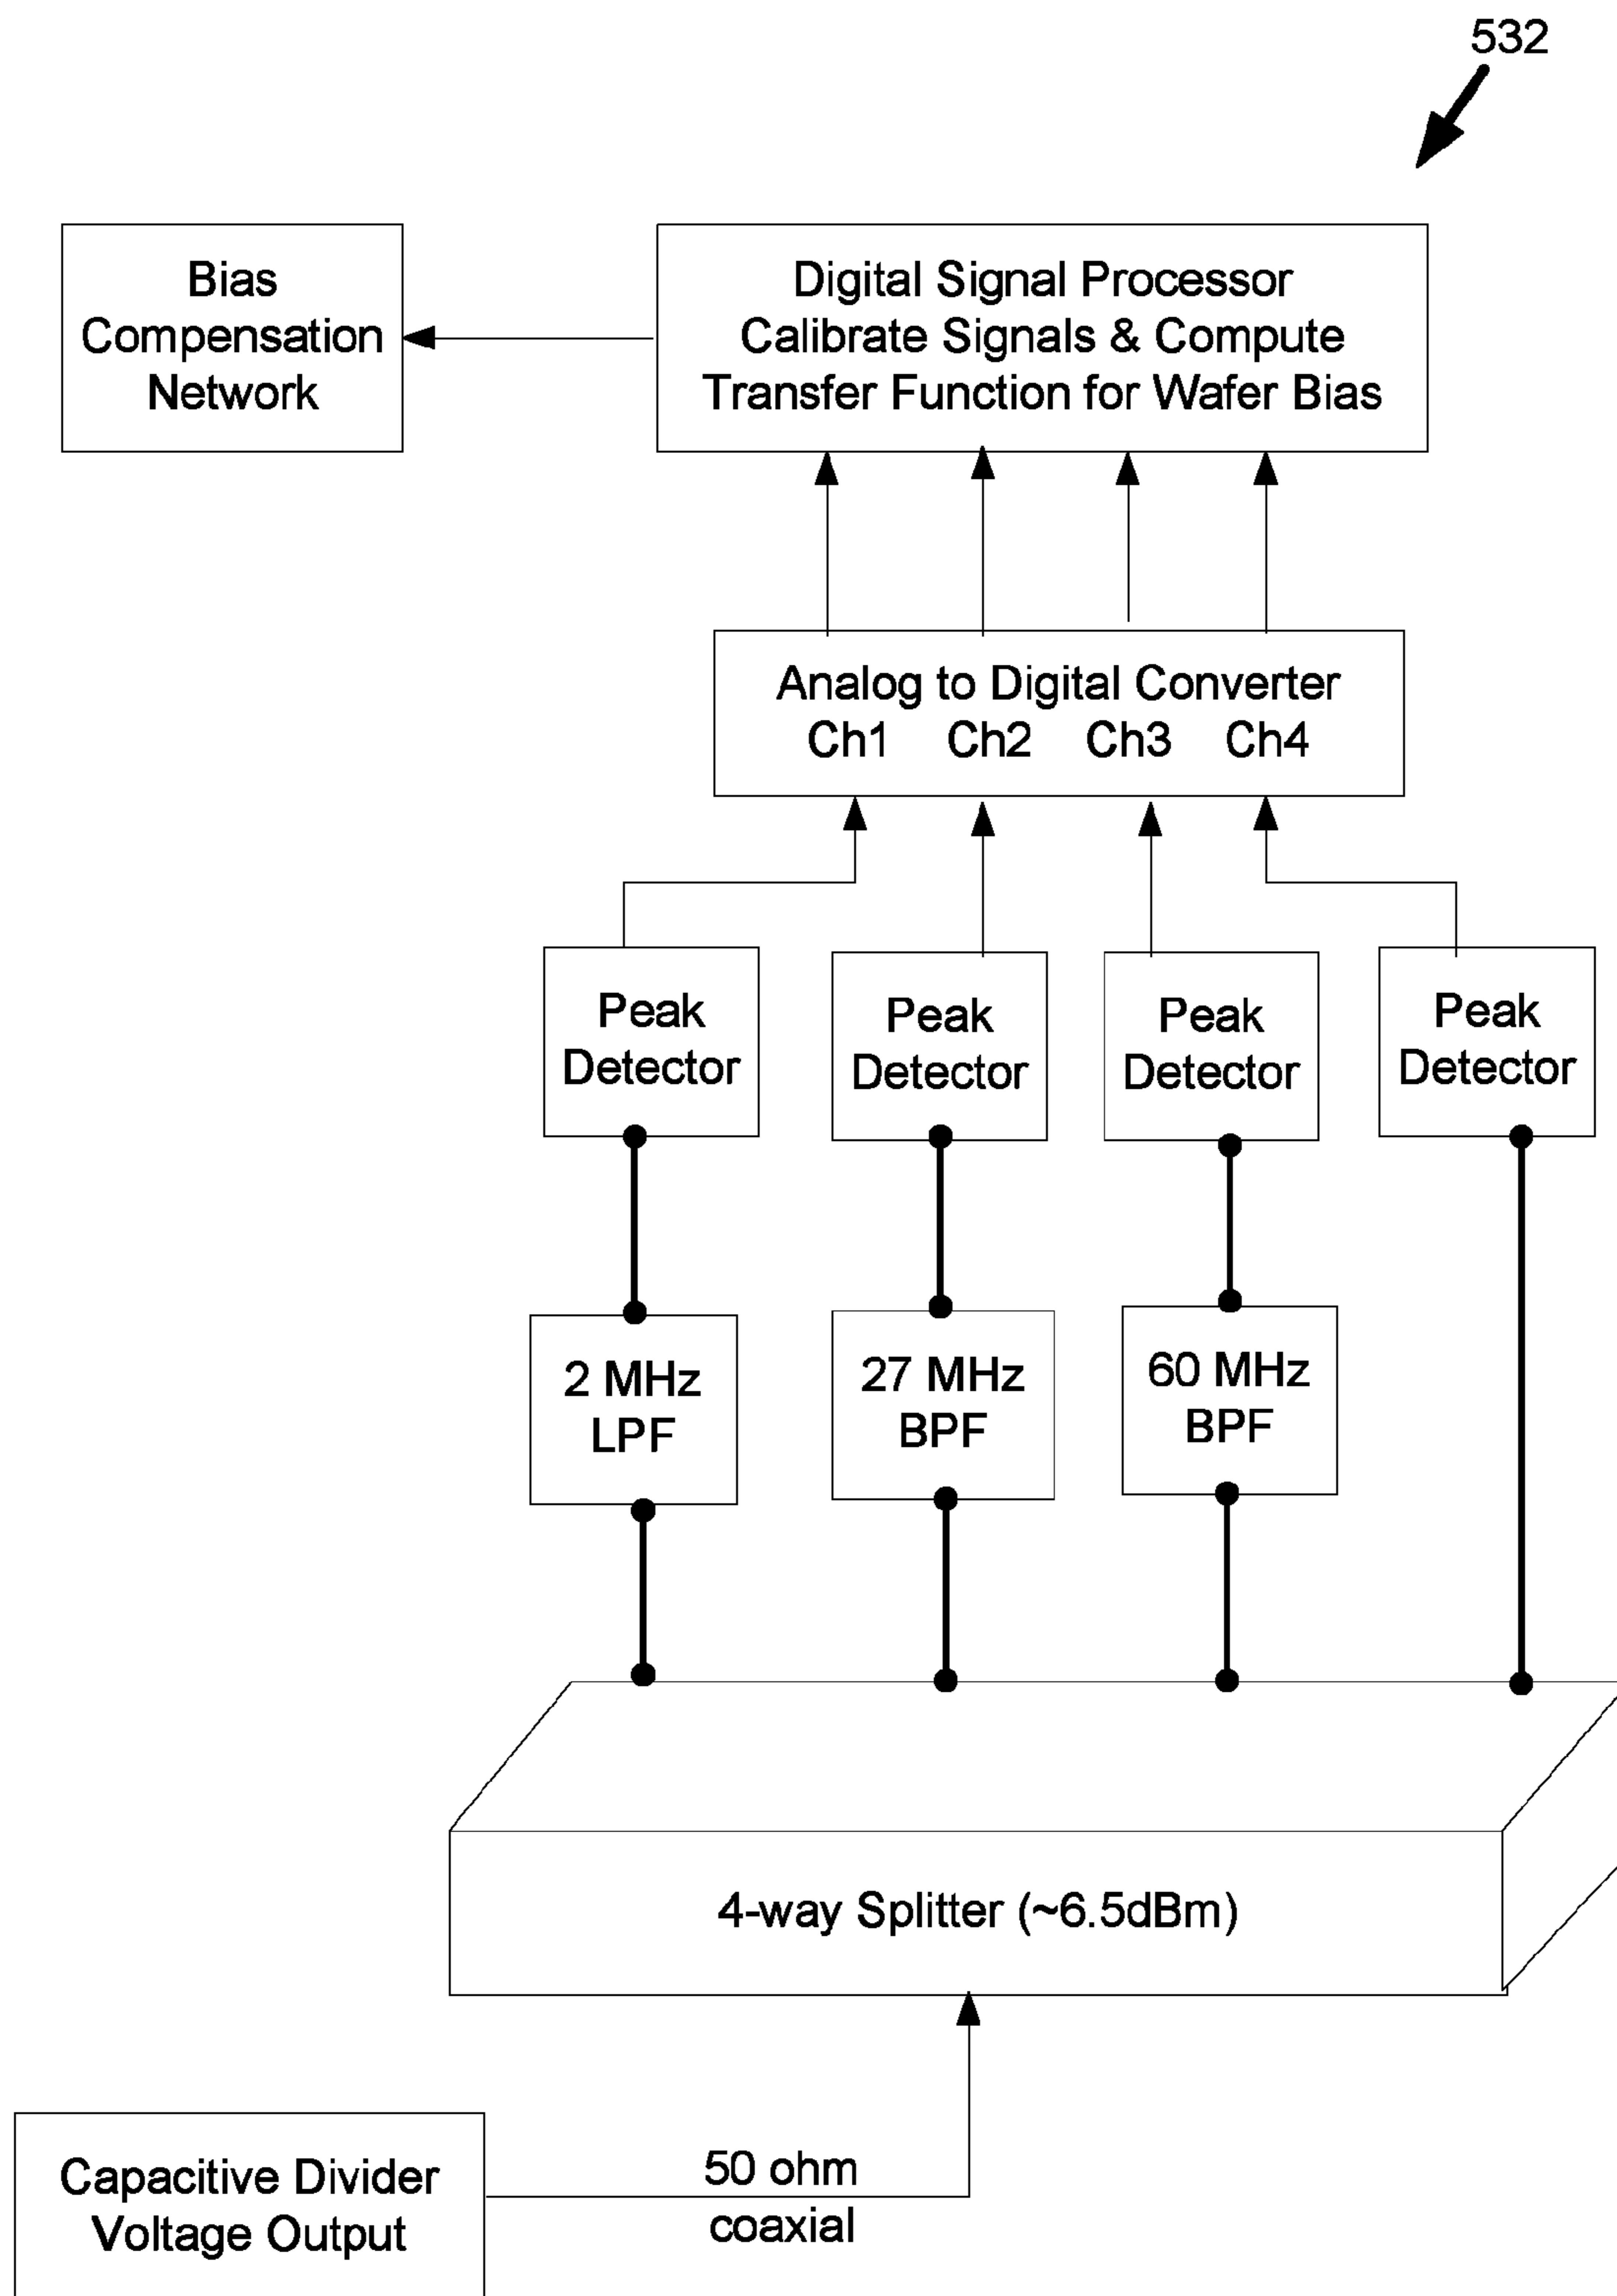 532
Bias
Compensation
Network
Digital Signal Processor
Calibrate Signals & Compute
Transfer Function for Wafer Bias
Analog to Digital Converter
Ch1 Ch2 Ch3 Ch4
Peak
Detector
Peak
Detector
Peak
Detector
Peak
Detector
2 MHz
LPF
27 MHz
BPF
60 MHz
BPF
4-way Splitter (~6.5dBm)
Capacitive Divider
Voltage Output
50 ohm
coaxial